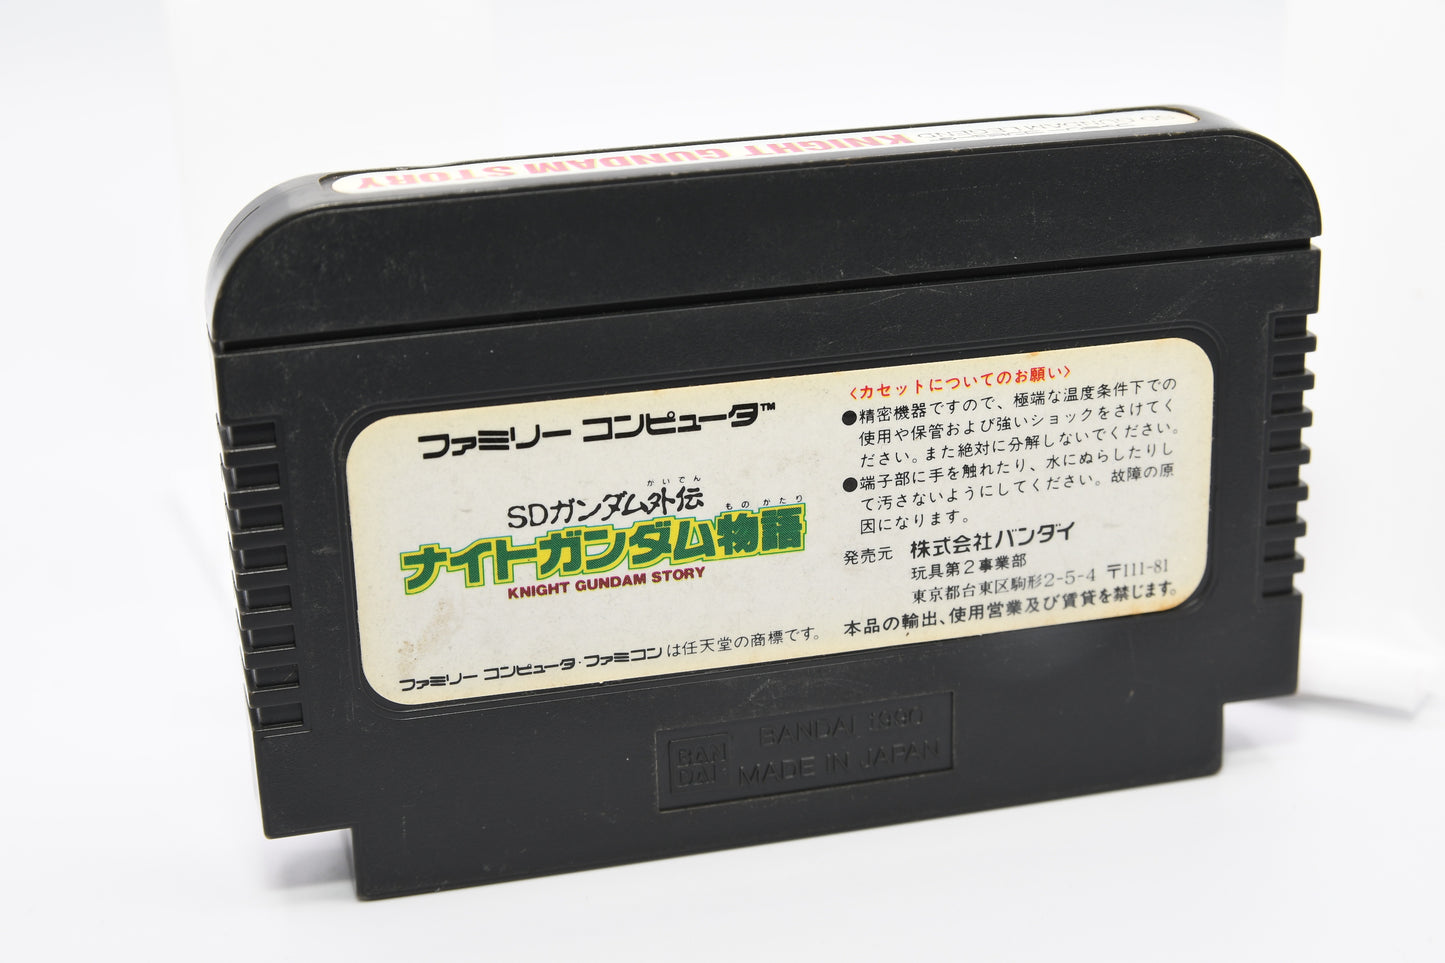 SD GUNDAM LEGEND
KNIGHT GUNDAM STORY
ファミリー コンピュータ™
かいでん
SDガンダム外伝
ものがたり
ナイトガンダム物語
KNIGHT GUNDAM STORY
ファミリー コンピュータ・ファミコン は任天堂の商標です。
〈カセットについてのお願い〉
●精密機器ですので、極端な温度条件下での
使用や保管および強いショックをさけてく
ださい。また絶対に分解しないでください。
●端子部に手を触れたり、水にぬらしたりし
て汚さないようにしてください。故障の原
因になります。
発売元 株式会社バンダイ
玩具第2事業部
東京都台東区駒形2-5-4 〒111-81
本品の輸出、使用営業及び賃貸を禁じます。
BAN
DAI
BANDAI 1990
MADE IN JAPAN